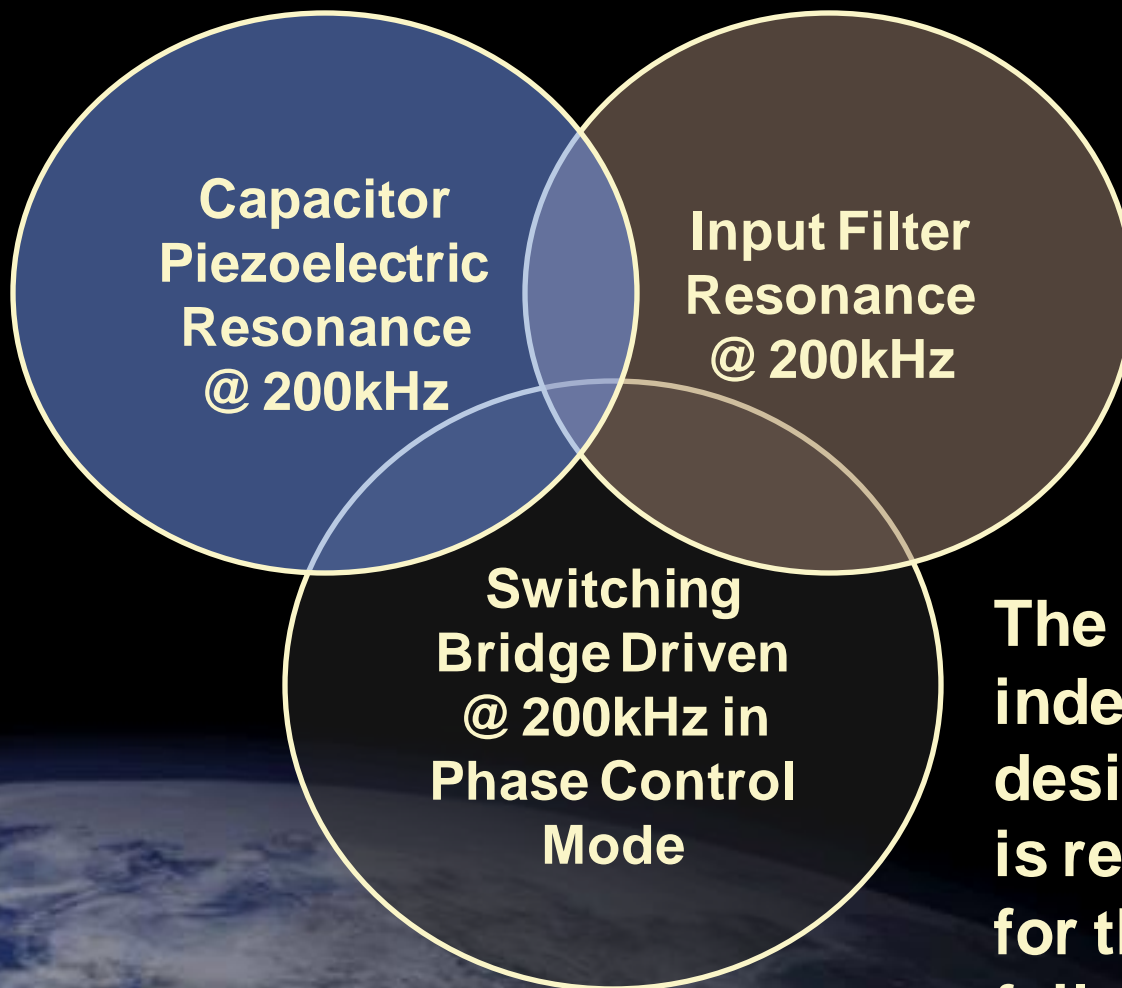 Capacitor
Piezoelectric
Resonance
@ 200kHz
Input Filter
Resonance
@ 200kHz
Switching
Bridge Driven
@ 200kHz in
Phase Control
Mode
The
inde
desi
is re
for th